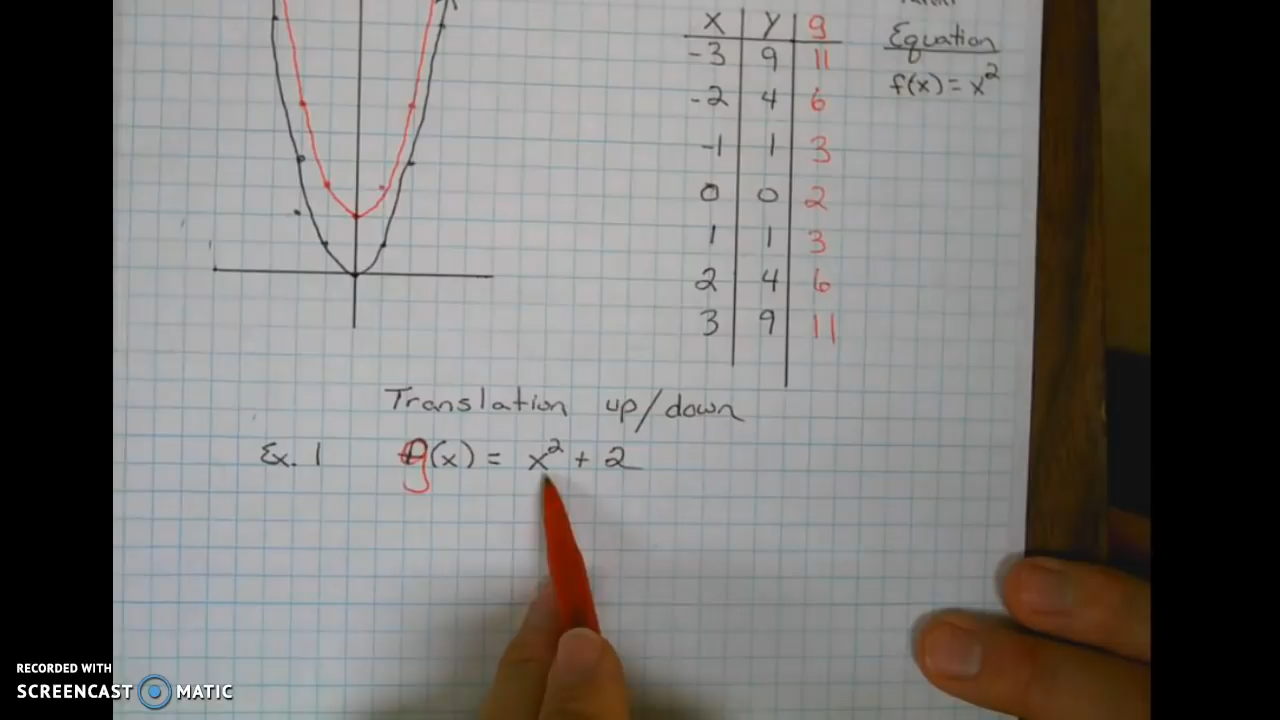 X Y g
-3 9 11
-2 4 6
-1 1 3
0 0 2
1 1 3
2 4 6
3 9 11
Equation
f(x) = x²
Translation up/down
Ex. 1 g(x) = x² + 2
RECORDED WITH
SCREENCAST MATIC